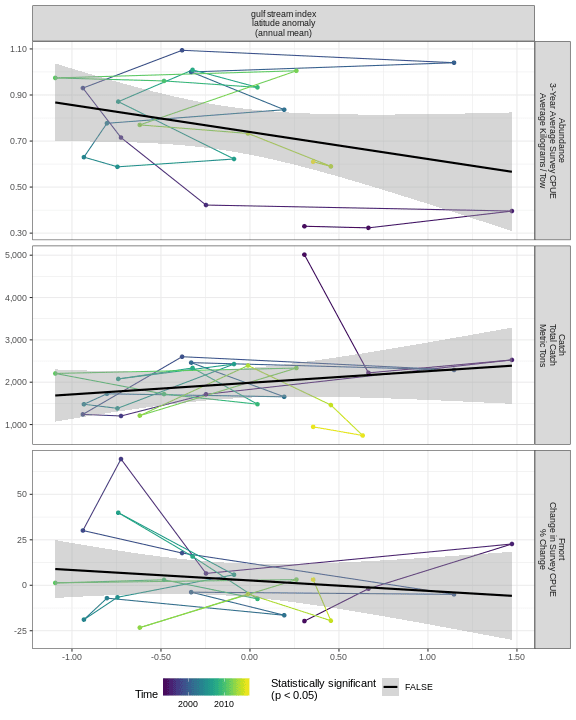 gulf stream index
latitude anomaly
(annual mean)
1.10
0.90
0.70
0.50
0.30
Abundance
3-Year Average Survey CPUE
Average Kilograms / Tow
5,000
4,000
3,000
2,000
1,000
Catch
Total Catch
Metric Tons
50
25
0
-25
Fmort
Change in Survey CPUE
% Change
-1.00 -0.50 0.00 0.50 1.00 1.50
Time
2000 2010
Statistically significant
(p < 0.05)
FALSE